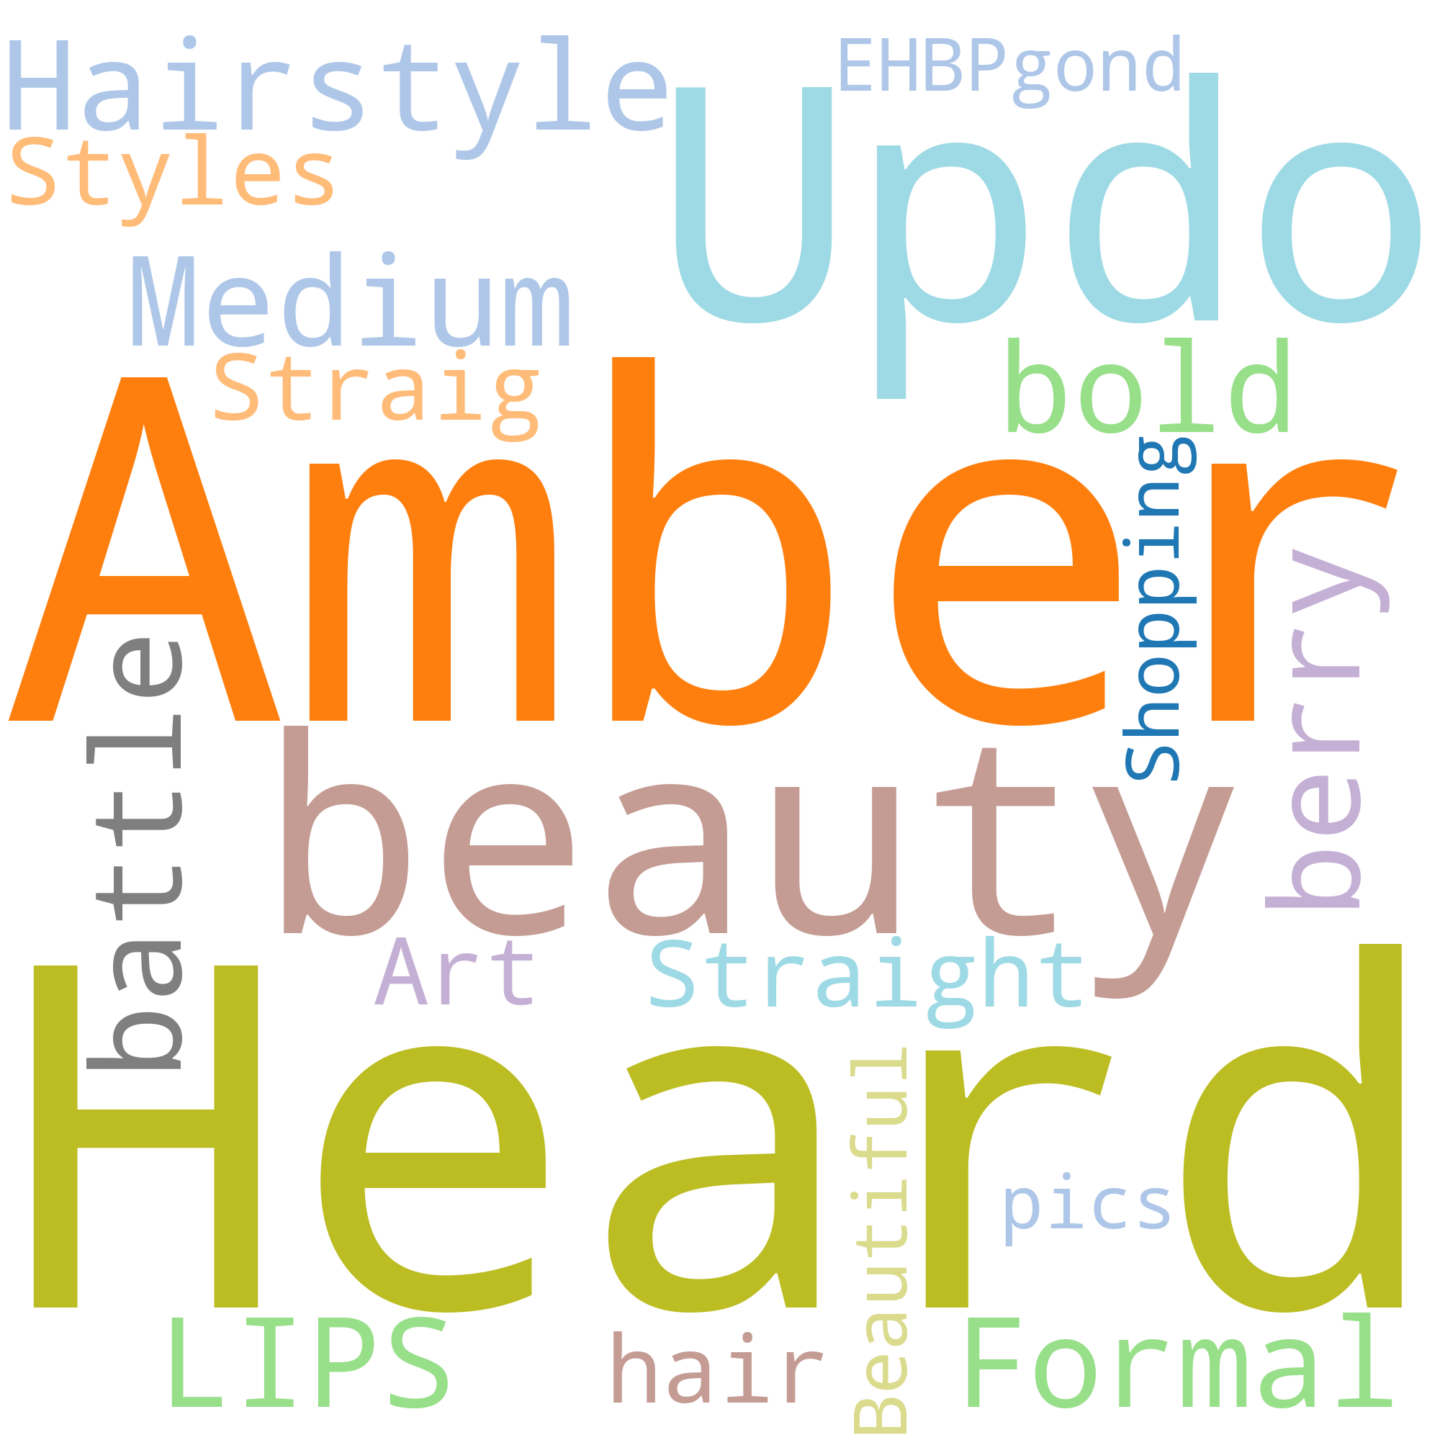 Hairstyle
EHBPgond
Updo
Styles
Medium
Straig
bold
Amber
Shopping
berry
battle
beauty
Art
Straight
Heard
Beautiful
pics
LIPS
hair
Formal